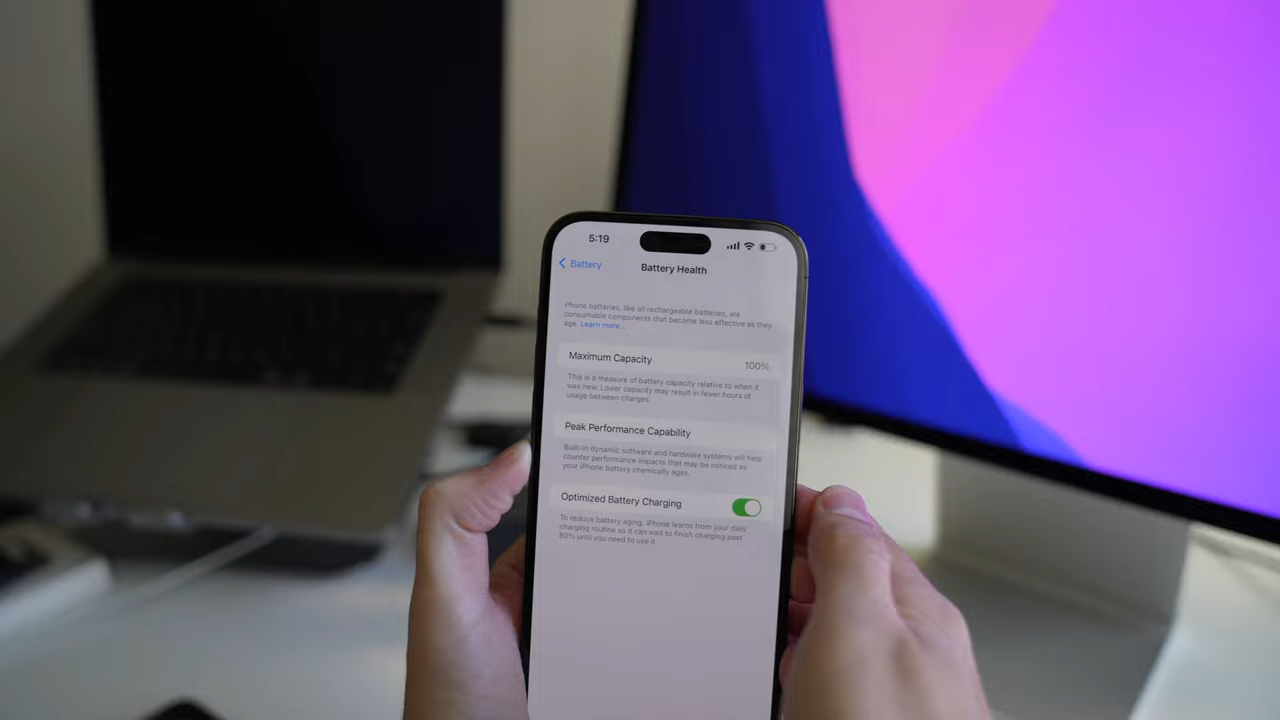 5:19
Battery
Battery Health
Phone batteries, like all rechargeable batteries, are
consumable components that become less effective as they
age. Learn more...
Maximum Capacity 100%
This is a measure of battery capacity relative to when it
was new. Lower capacity may result in fewer hours of
usage between charges.
Peak Performance Capability
Built-in dynamic software and hardware systems will help
counter performance impacts that may be noticed as
your iPhone Battery chemically ages.
Optimized Battery Charging
To reduce battery aging, iPhone learns from your daily
charging routine so it can wait to finish charging past
80% until you need to use it